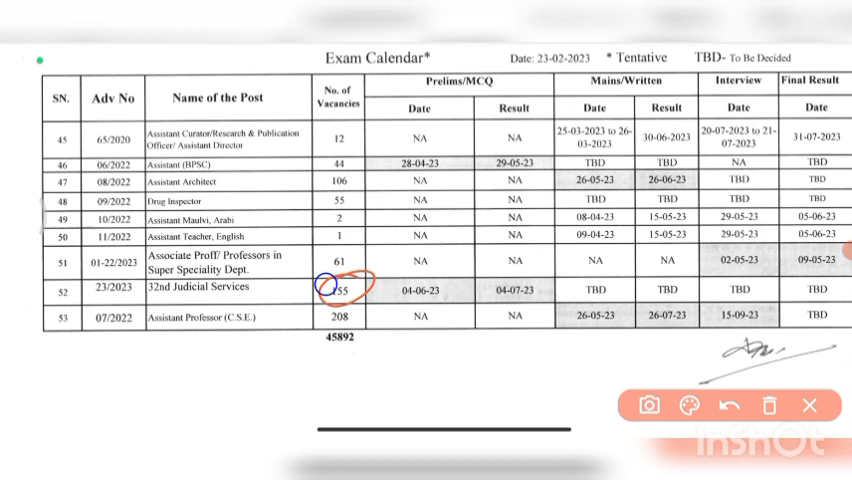 Exam Calendar* Date: 23-02-2023 * Tentative TBD- To Be Decided
SN. Adv No Name of the Post No. of Vacancies Prelims/MCQ Mains/Written Interview Final Result
Date Result Date Result Date Date
45 65/2020 Assistant Curator/Research & Publication Officer/ Assistant Director 12 NA NA 25-03-2023 to 26-03-2023 30-06-2023 20-07-2023 to 21-07-2023 31-07-2023
46 06/2022 Assistant (BPSC) 44 28-04-23 29-05-23 TBD TBD NA TBD
47 08/2022 Assistant Architect 106 NA NA 26-05-23 26-06-23 TBD TBD
48 09/2022 Drug Inspector 55 NA NA TBD TBD TBD TBD
49 10/2022 Assistant Maulvi, Arabi 2 NA NA 08-04-23 15-05-23 29-05-23 05-06-23
50 11/2022 Assistant Teacher, English 1 NA NA 09-04-23 15-05-23 29-05-23 05-06-23
51 01-22/2023 Associate Proff/ Professors in Super Speciality Dept. 61 NA NA NA NA 02-05-23 09-05-23
52 23/2023 32nd Judicial Services 04-06-23 04-07-23 TBD TBD TBD TBD
53 07/2022 Assistant Professor (C.S.E.) 208 NA NA 26-05-23 26-07-23 15-09-23 TBD
45892
InShOt